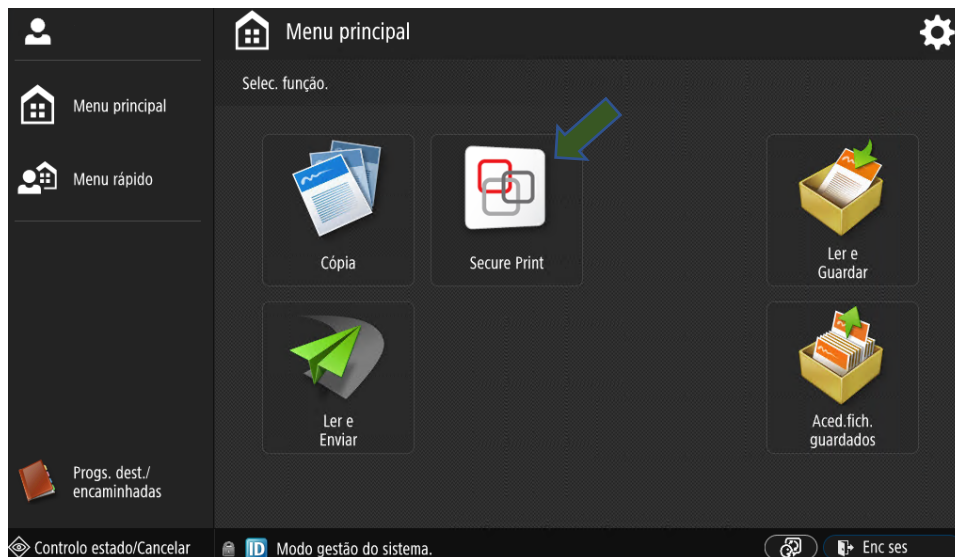 Menu principal
Selec. função.
Menu principal
Menu rápido
Cópia
Secure Print
Ler e
Guardar
Ler e
Enviar
Aced.fich.
guardados
Progs. dest./
encaminhadas
Controlo estado/Cancelar
ID
Modo gestão do sistema.
Enc ses